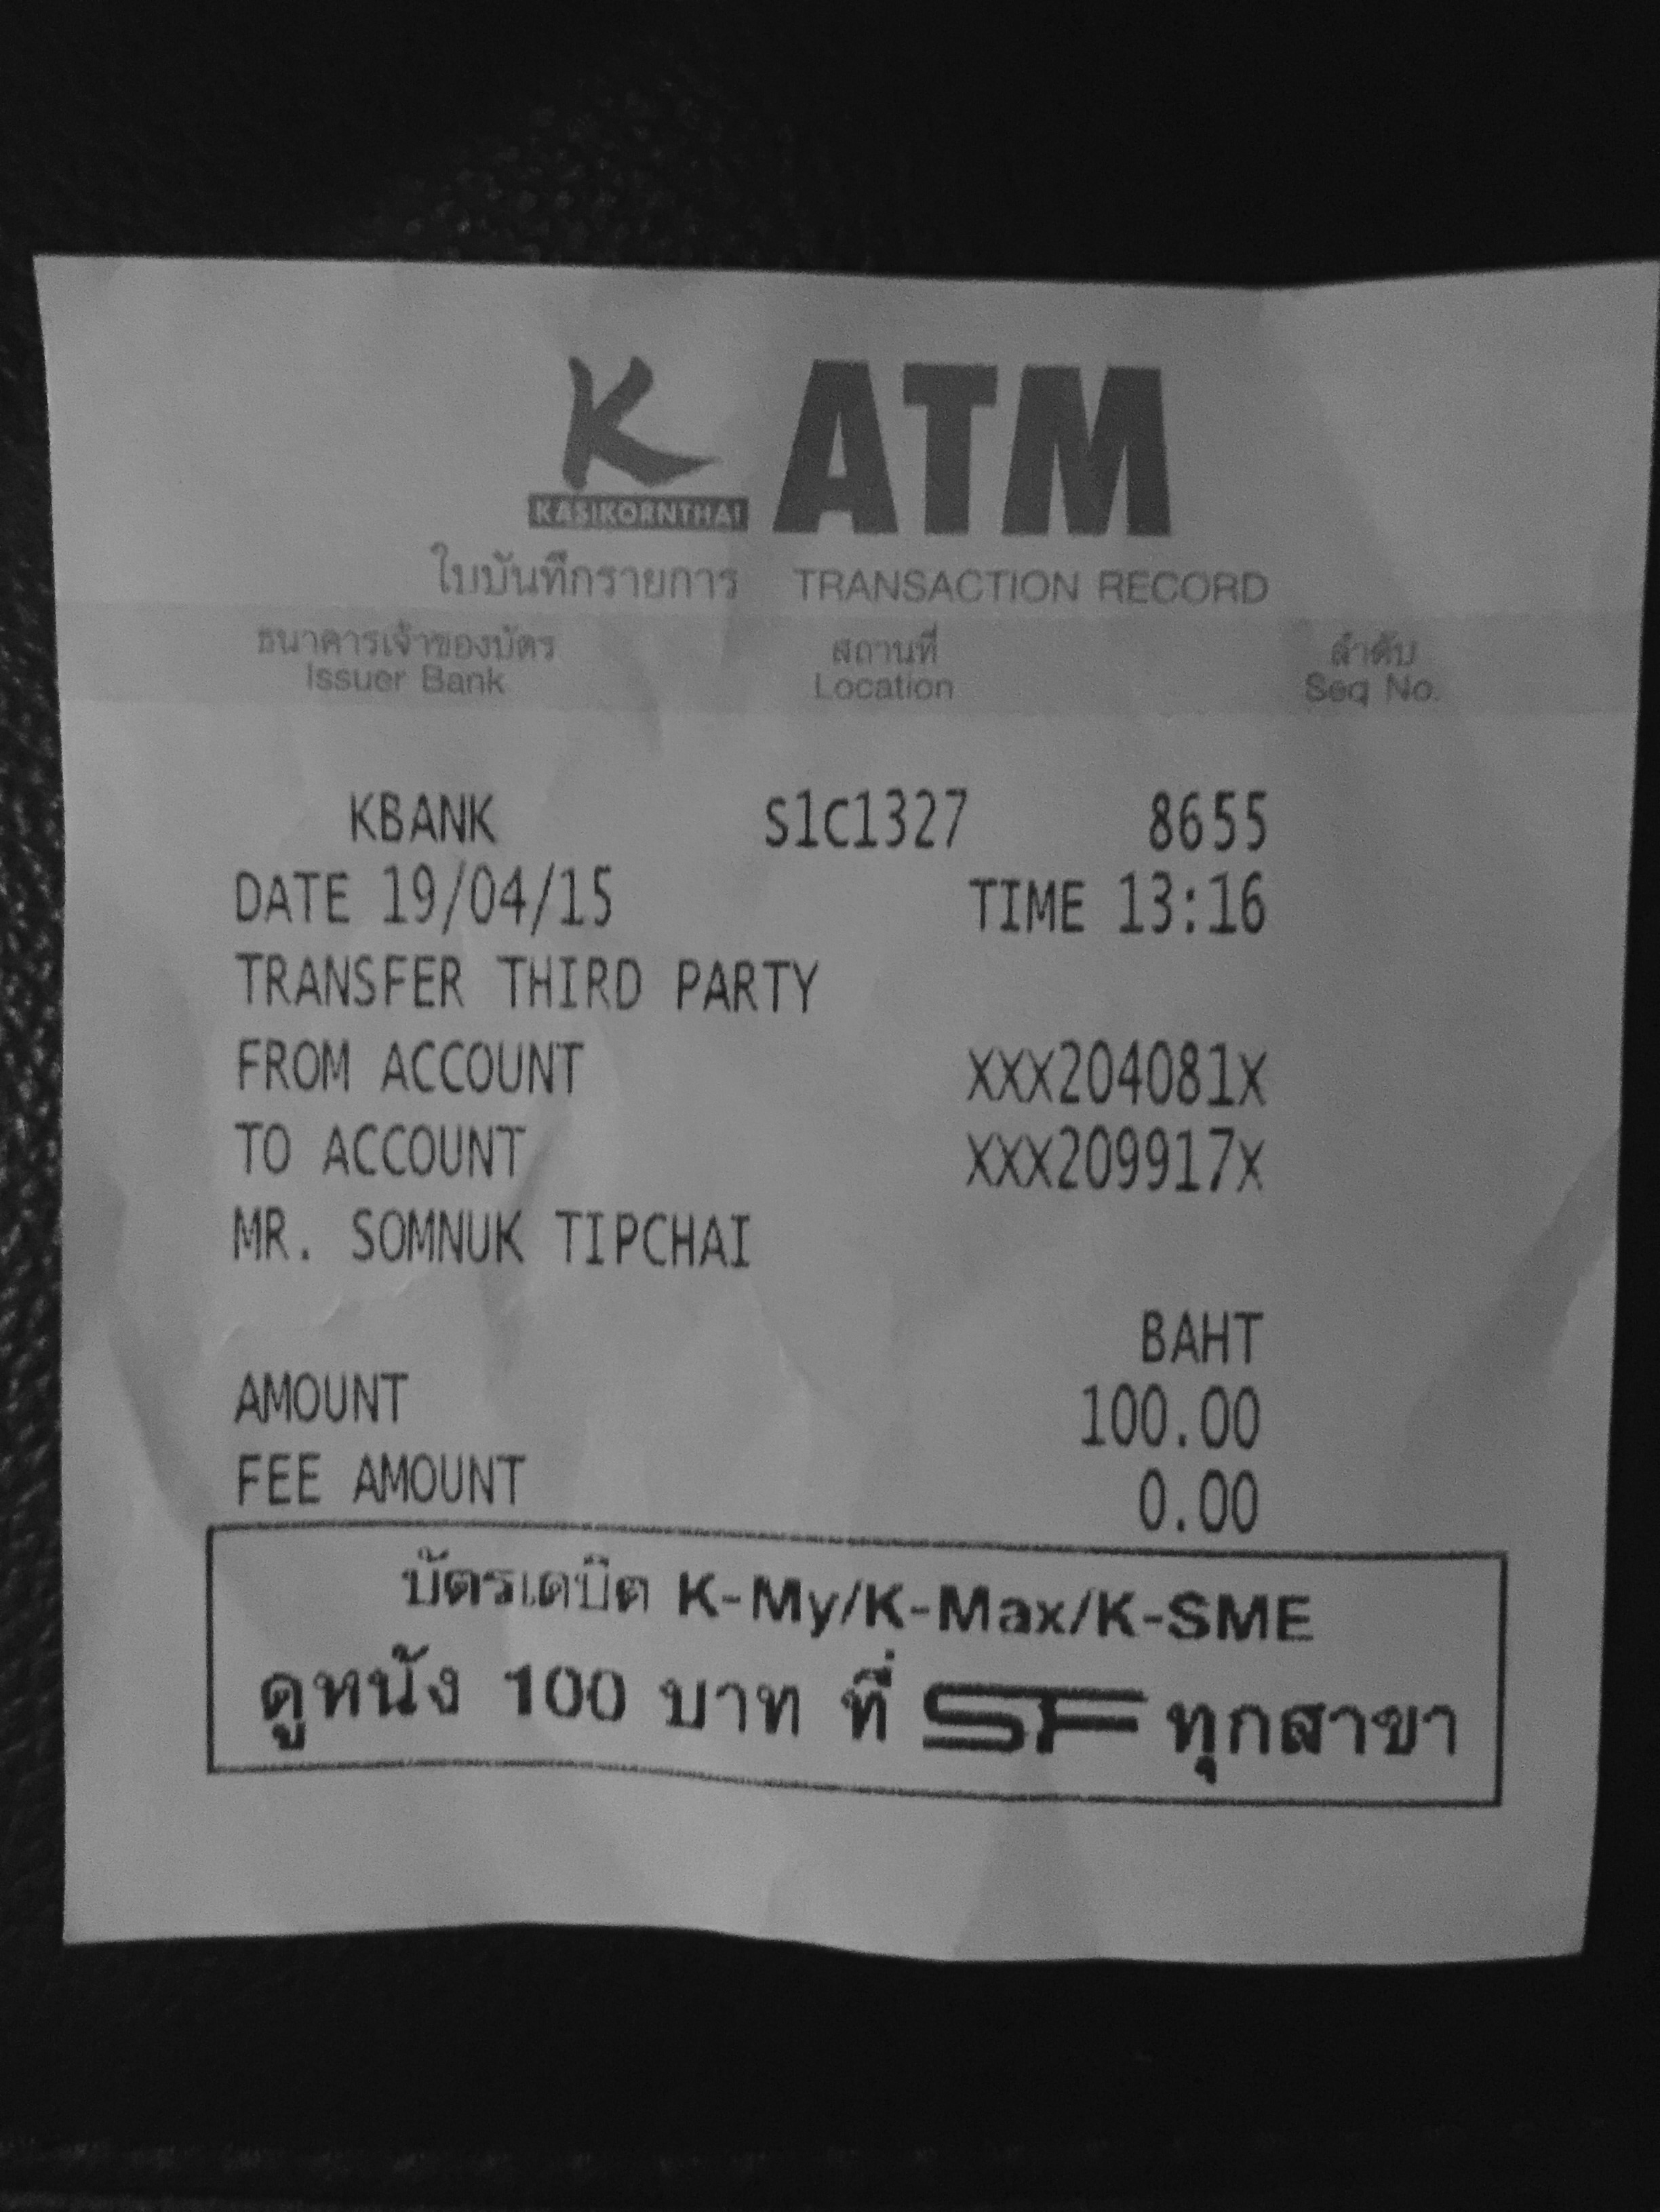 K ATM
KASIKORNTHAI
ใบบันทึกรายการ TRANSACTION RECORD
ธนาคารเจ้าของบัตร สถานที่ ลำดับ
Issuer Bank Location Seq No.
KBANK S1C1327 8655
DATE 19/04/15 TIME 13:16
TRANSFER THIRD PARTY
FROM ACCOUNT XXX204081X
TO ACCOUNT XXX209917X
MR. SOMNUK TIPCHAI
BAHT
AMOUNT 100.00
FEE AMOUNT 0.00
บัตรเดบิต K-My/K-Max/K-SME
ดูหนัง 100 บาท ที่ SF ทุกสาขา